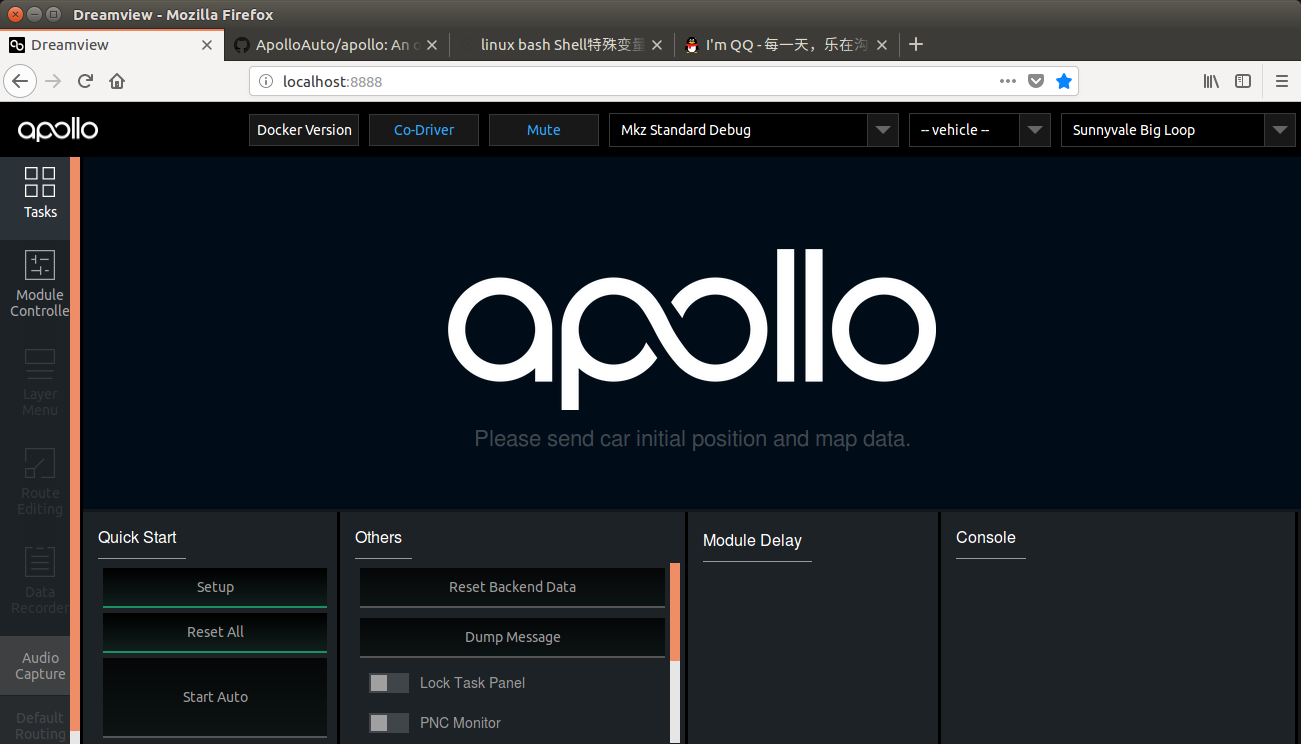 Dreamview - Mozilla Firefox
Dreamview
ApolloAuto/apollo: An o
linux bash Shell特殊变量
I'm QQ - 每一天，乐在沟
localhost:8888
apollo
Docker Version
Co-Driver
Mute
Mkz Standard Debug
-- vehicle --
Sunnyvale Big Loop
Tasks
Module
Controlle
Layer
Menu
Route
Editing
Data
Recorder
Audio
Capture
Default
Routing
apollo
Please send car initial position and map data.
Quick Start
Setup
Reset All
Start Auto
Others
Reset Backend Data
Dump Message
Lock Task Panel
PNC Monitor
Module Delay
Console